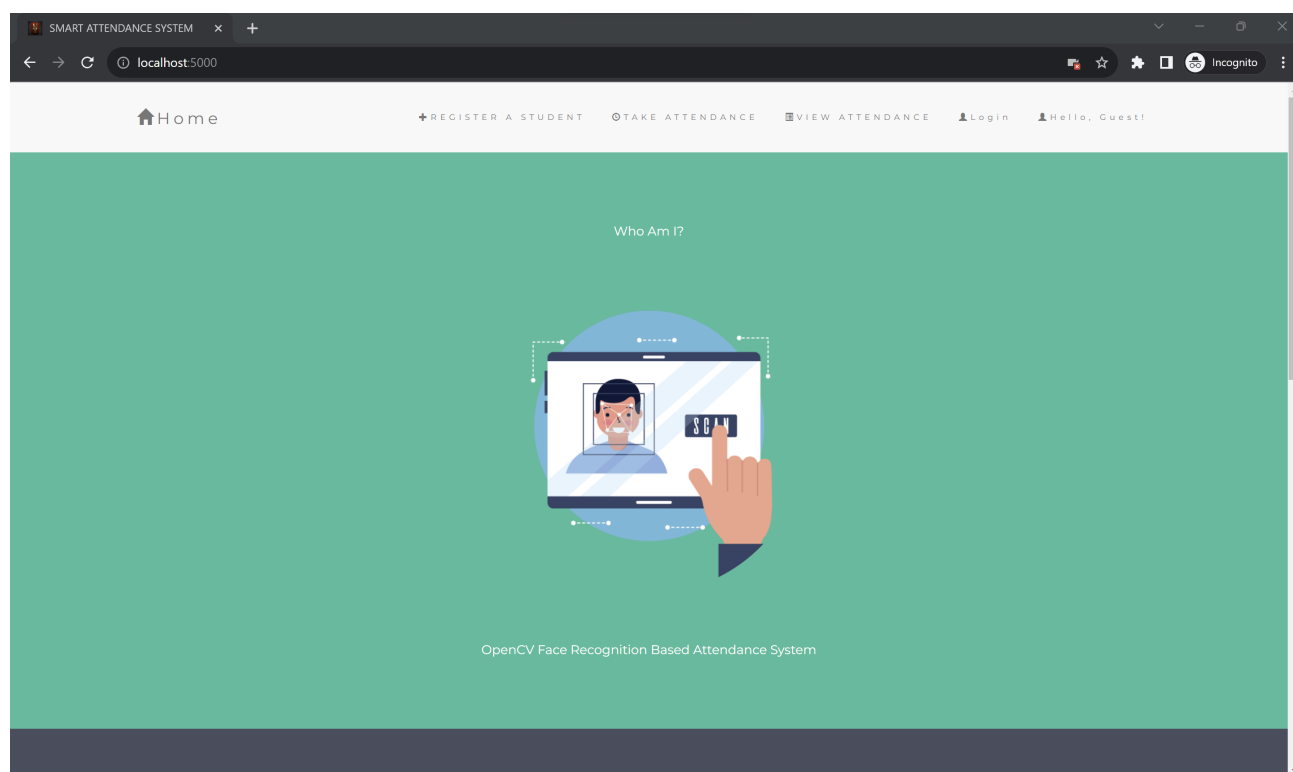 SMART ATTENDANCE SYSTEM
localhost:5000
Incognito
Home
REGISTER A STUDENT
TAKE ATTENDANCE
VIEW ATTENDANCE
Login
Hello, Guest!
Who Am I?
SCAN
OpenCV Face Recognition Based Attendance System